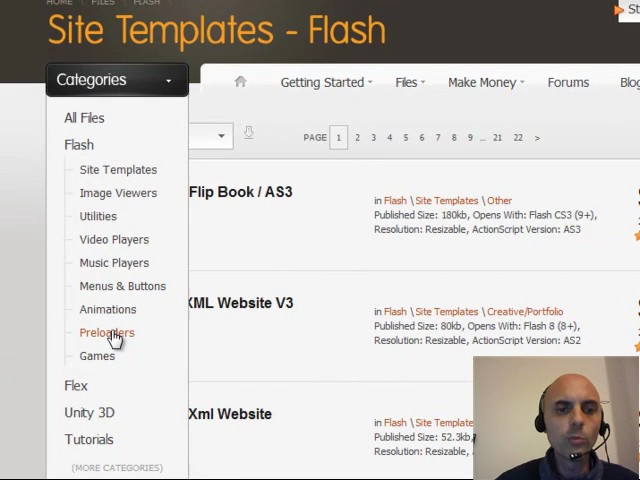 HOME / FILES / FLASH
St
Site Templates - Flash
Categories
Getting Started
Files
Make Money
Forums
Blog
All Files
Flash
Site Templates
Image Viewers
Utilities
Video Players
Music Players
Menus & Buttons
Animations
Preloaders
Games
Flex
Unity 3D
Tutorials
(MORE CATEGORIES)
PAGE 1 2 3 4 5 6 7 8 9 ... 21 22 >
Flip Book / AS3
in Flash \ Site Templates \ Other
Published Size: 180kb, Opens With: Flash CS3 (9+),
Resolution: Resizable, ActionScript Version: AS3
XML Website V3
in Flash \ Site Templates \ Creative/Portfolio
Published Size: 80kb, Opens With: Flash 8 (8+),
Resolution: Resizable, ActionScript Version: AS2
Xml Website
in Flash \ Site Templates
Published Size: 52.3kb,
Resolution: Resizable, A